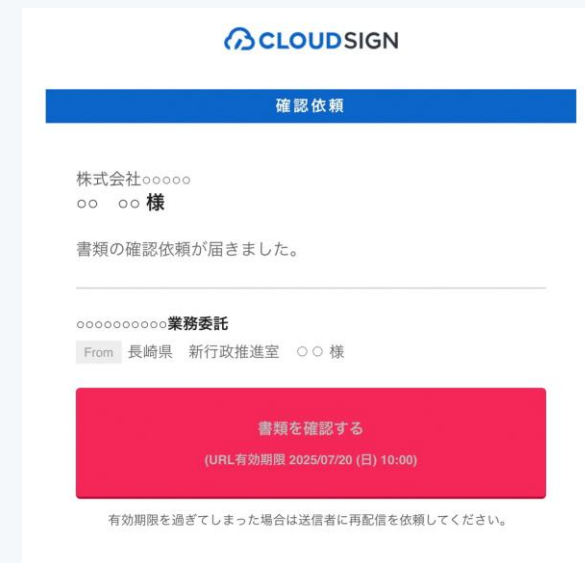 CLOUDSIGN
確認依頼
株式会社○○○○○
○○　○○ 様
書類の確認依頼が届きました。
○○○○○○○○○○業務委託
From 長崎県　新行政推進室　○○ 様
書類を確認する
(URL有効期限 2025/07/20 (日) 10:00)
有効期限を過ぎてしまった場合は送信者に再配信を依頼してください。